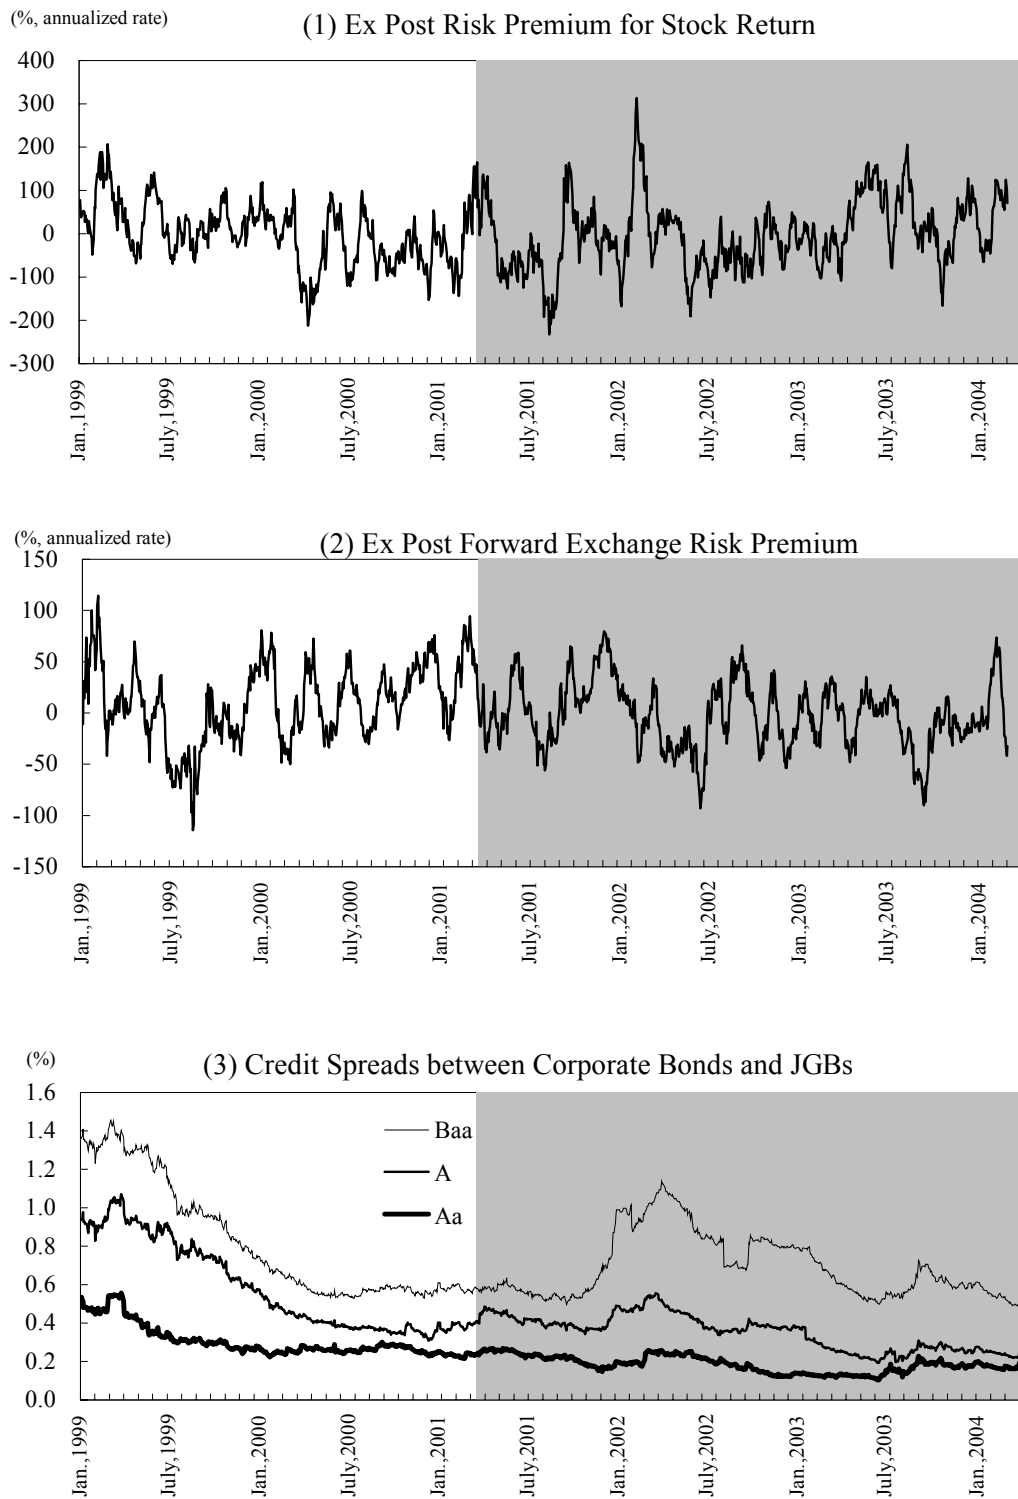 (%, annualized rate)
(1) Ex Post Risk Premium for Stock Return
400
300
200
100
0
-100
-200
-300
Jan.,1999
July,1999
Jan.,2000
July,2000
Jan.,2001
July,2001
Jan.,2002
July,2002
Jan.,2003
July,2003
Jan.,2004
(%, annualized rate)
(2) Ex Post Forward Exchange Risk Premium
150
100
50
0
-50
-100
-150
Jan.,1999
July,1999
Jan.,2000
July,2000
Jan.,2001
July,2001
Jan.,2002
July,2002
Jan.,2003
July,2003
Jan.,2004
(%)
(3) Credit Spreads between Corporate Bonds and JGBs
1.6
1.4
1.2
1.0
0.8
0.6
0.4
0.2
0.0
Baa
A
Aa
Jan.,1999
July,1999
Jan.,2000
July,2000
Jan.,2001
July,2001
Jan.,2002
July,2002
Jan.,2003
July,2003
Jan.,2004